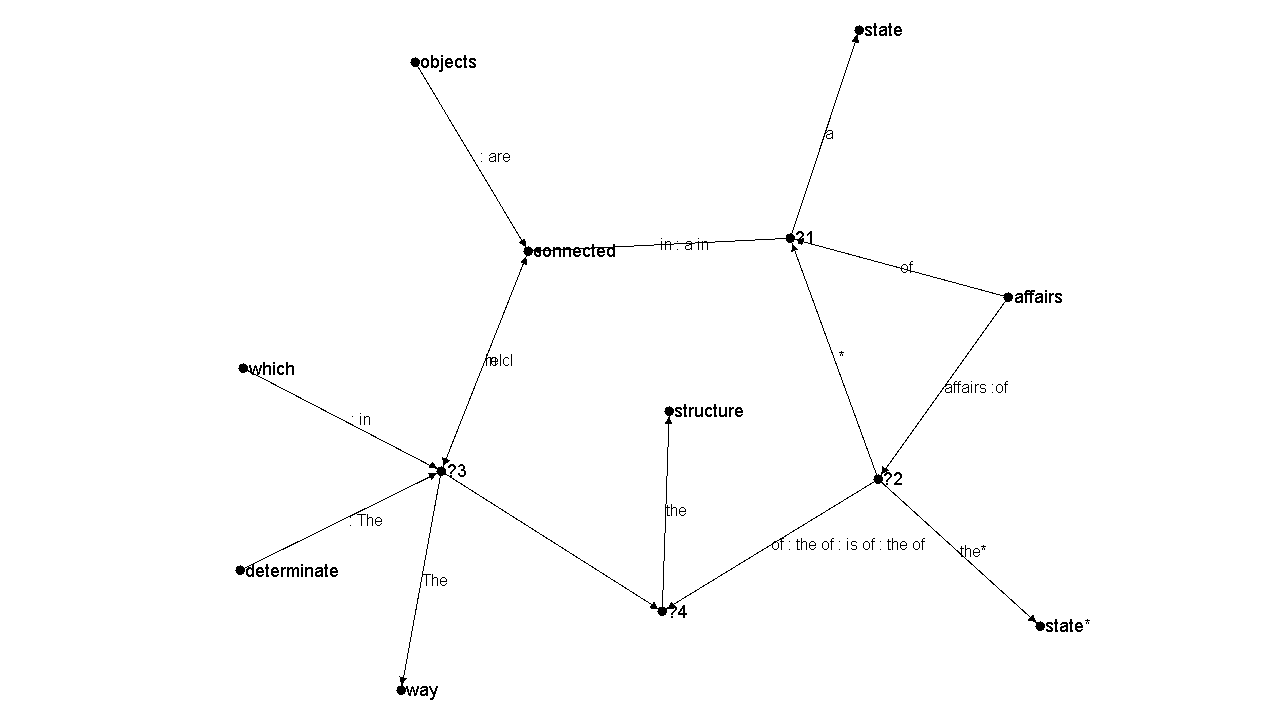 state
objects
a
: are
?1
connected
in : a in
of
affairs
*
which
affairs :of
structure
: in
?3
?2
the
: The
of : the of : is of : the of
the*
determinate
The
?4
state*
way